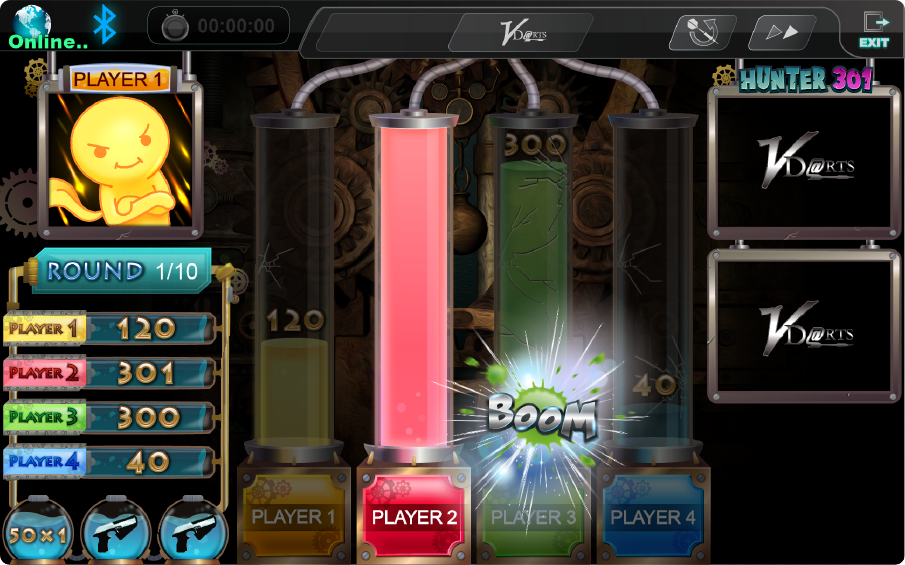 Online..
00:00:00
VD@RTS
EXIT
PLAYER 1
HUNTER 301
VD@RTS
VD@RTS
ROUND 1/10
PLAYER 1 120
PLAYER 2 301
PLAYER 3 300
PLAYER 4 40
50×1
120
300
40
BOOM
PLAYER 1
PLAYER 2
PLAYER 3
PLAYER 4